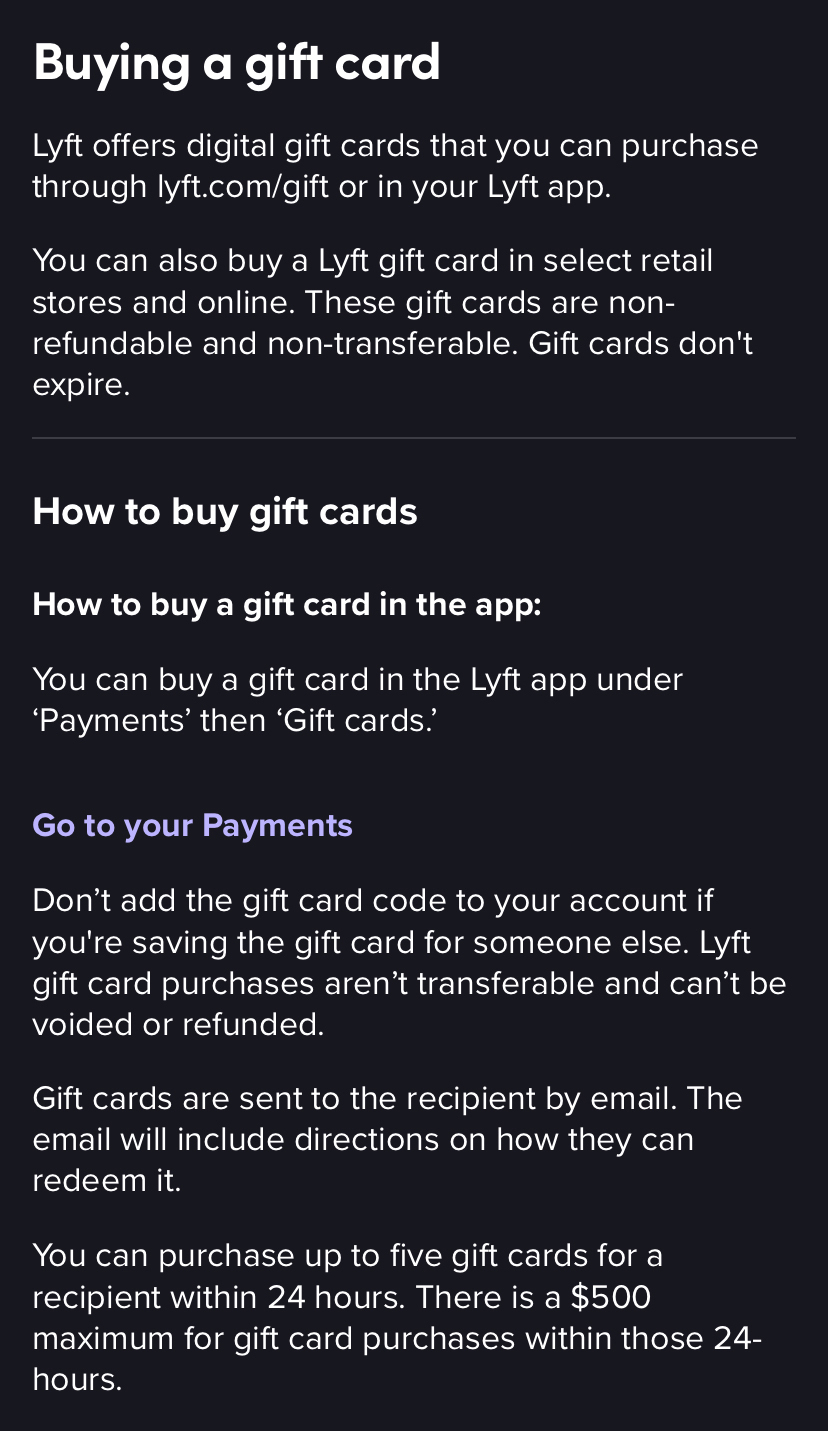 Buying a gift card
Lyft offers digital gift cards that you can purchase
through lyft.com/gift or in your Lyft app.
You can also buy a Lyft gift card in select retail
stores and online. These gift cards are non-
refundable and non-transferable. Gift cards don't
expire.
How to buy gift cards
How to buy a gift card in the app:
You can buy a gift card in the Lyft app under
‘Payments’ then ‘Gift cards.’
Go to your Payments
Don’t add the gift card code to your account if
you're saving the gift card for someone else. Lyft
gift card purchases aren’t transferable and can’t be
voided or refunded.
Gift cards are sent to the recipient by email. The
email will include directions on how they can
redeem it.
You can purchase up to five gift cards for a
recipient within 24 hours. There is a $500
maximum for gift card purchases within those 24-
hours.